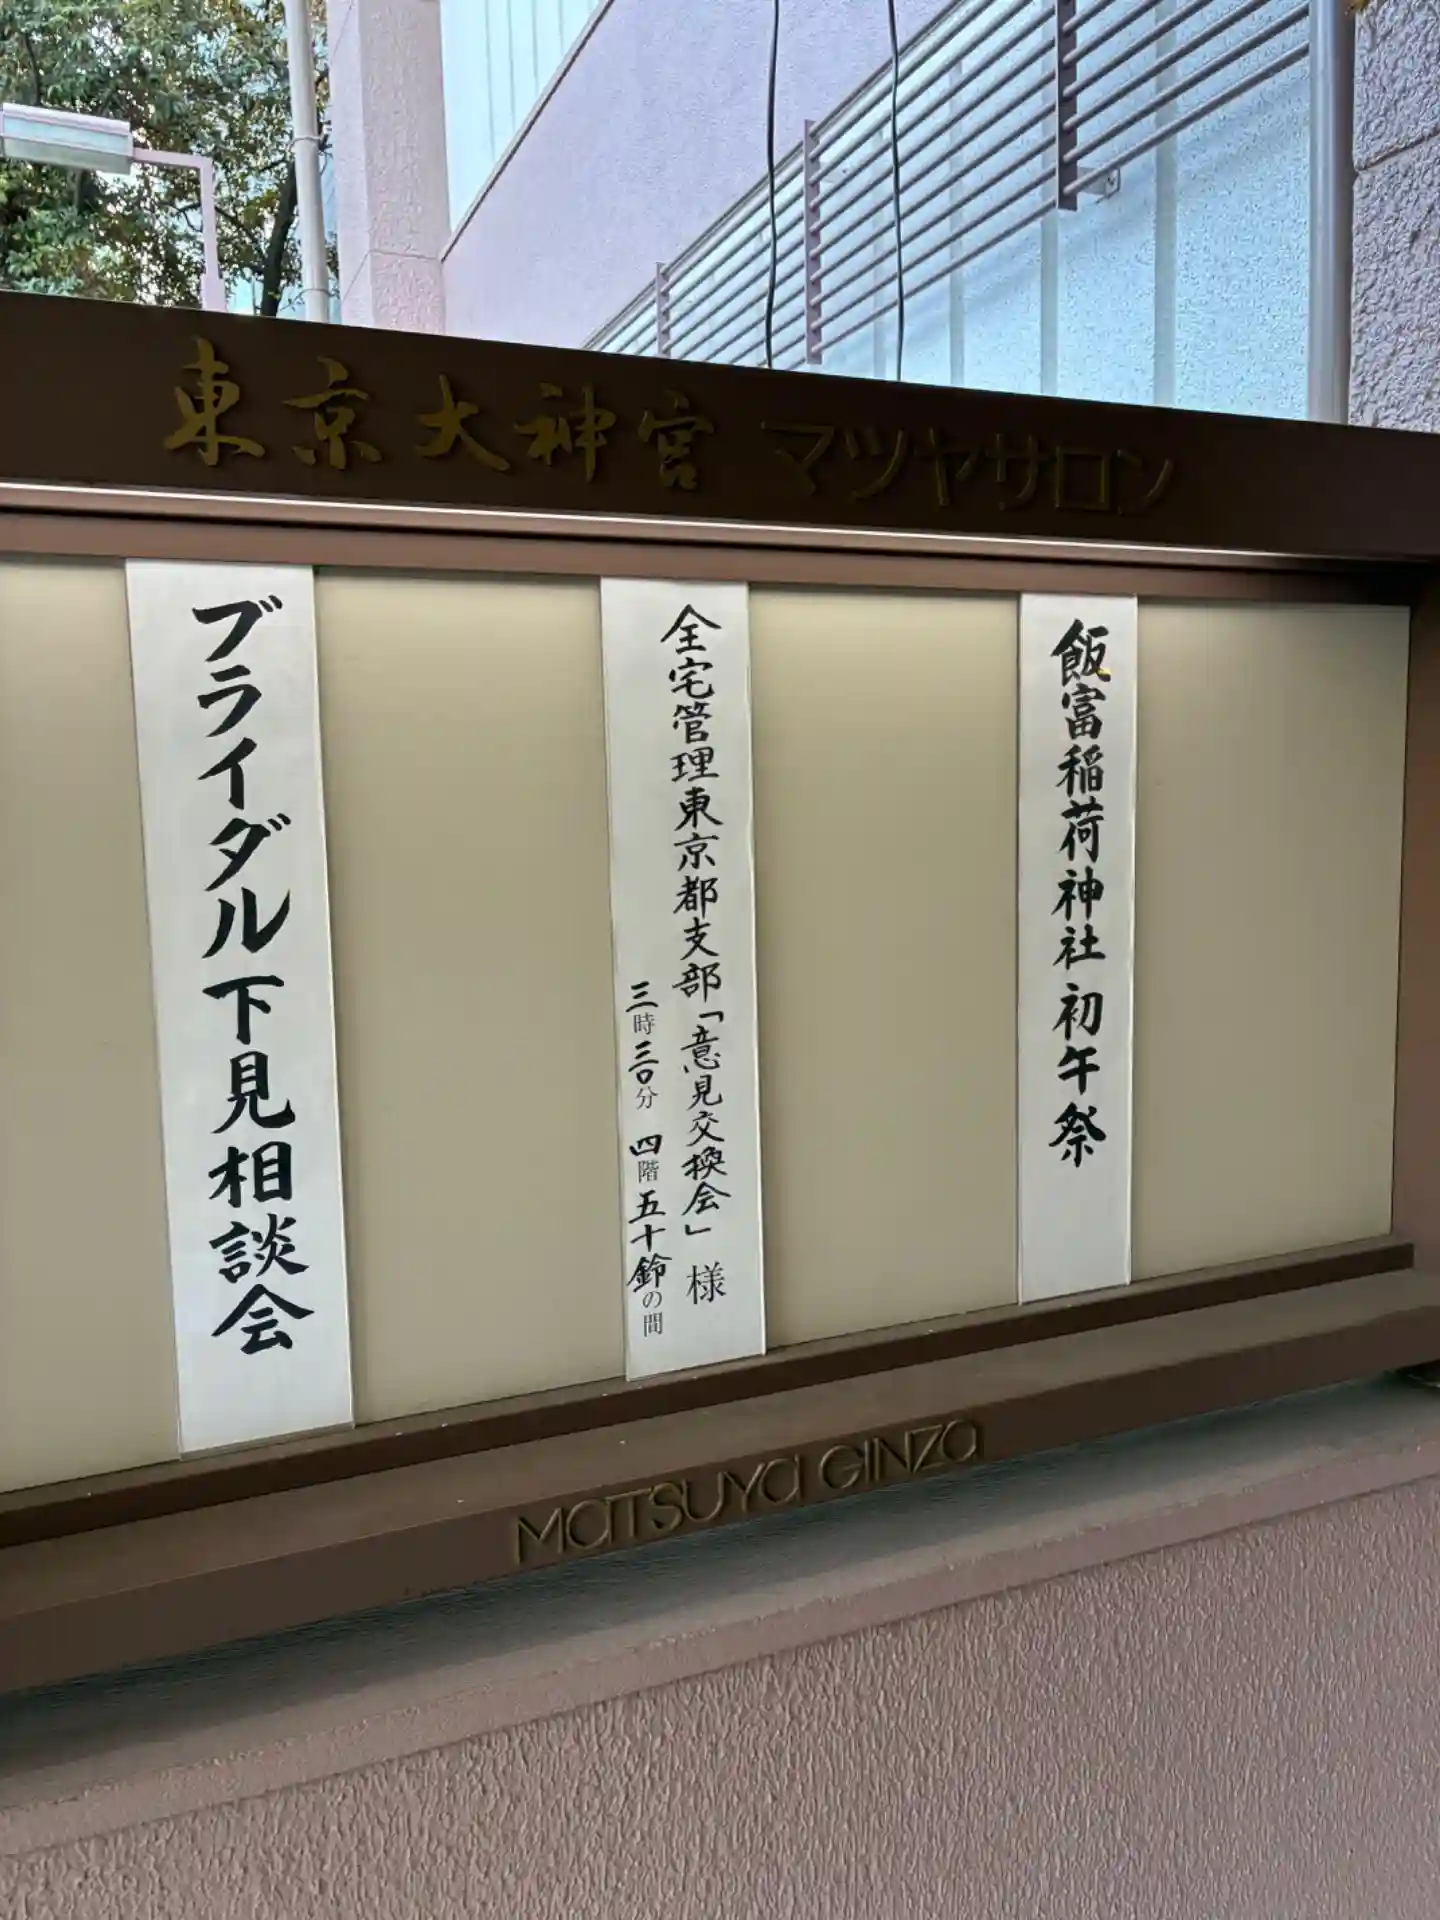 東京大神宮 マツヤサロン
飯富稲荷神社 初午祭
全宅管理東京都支部「意見交換会」 様
三時三〇分 四階 五十鈴の間
ブライダル下見相談会
MATSUYA GINZA